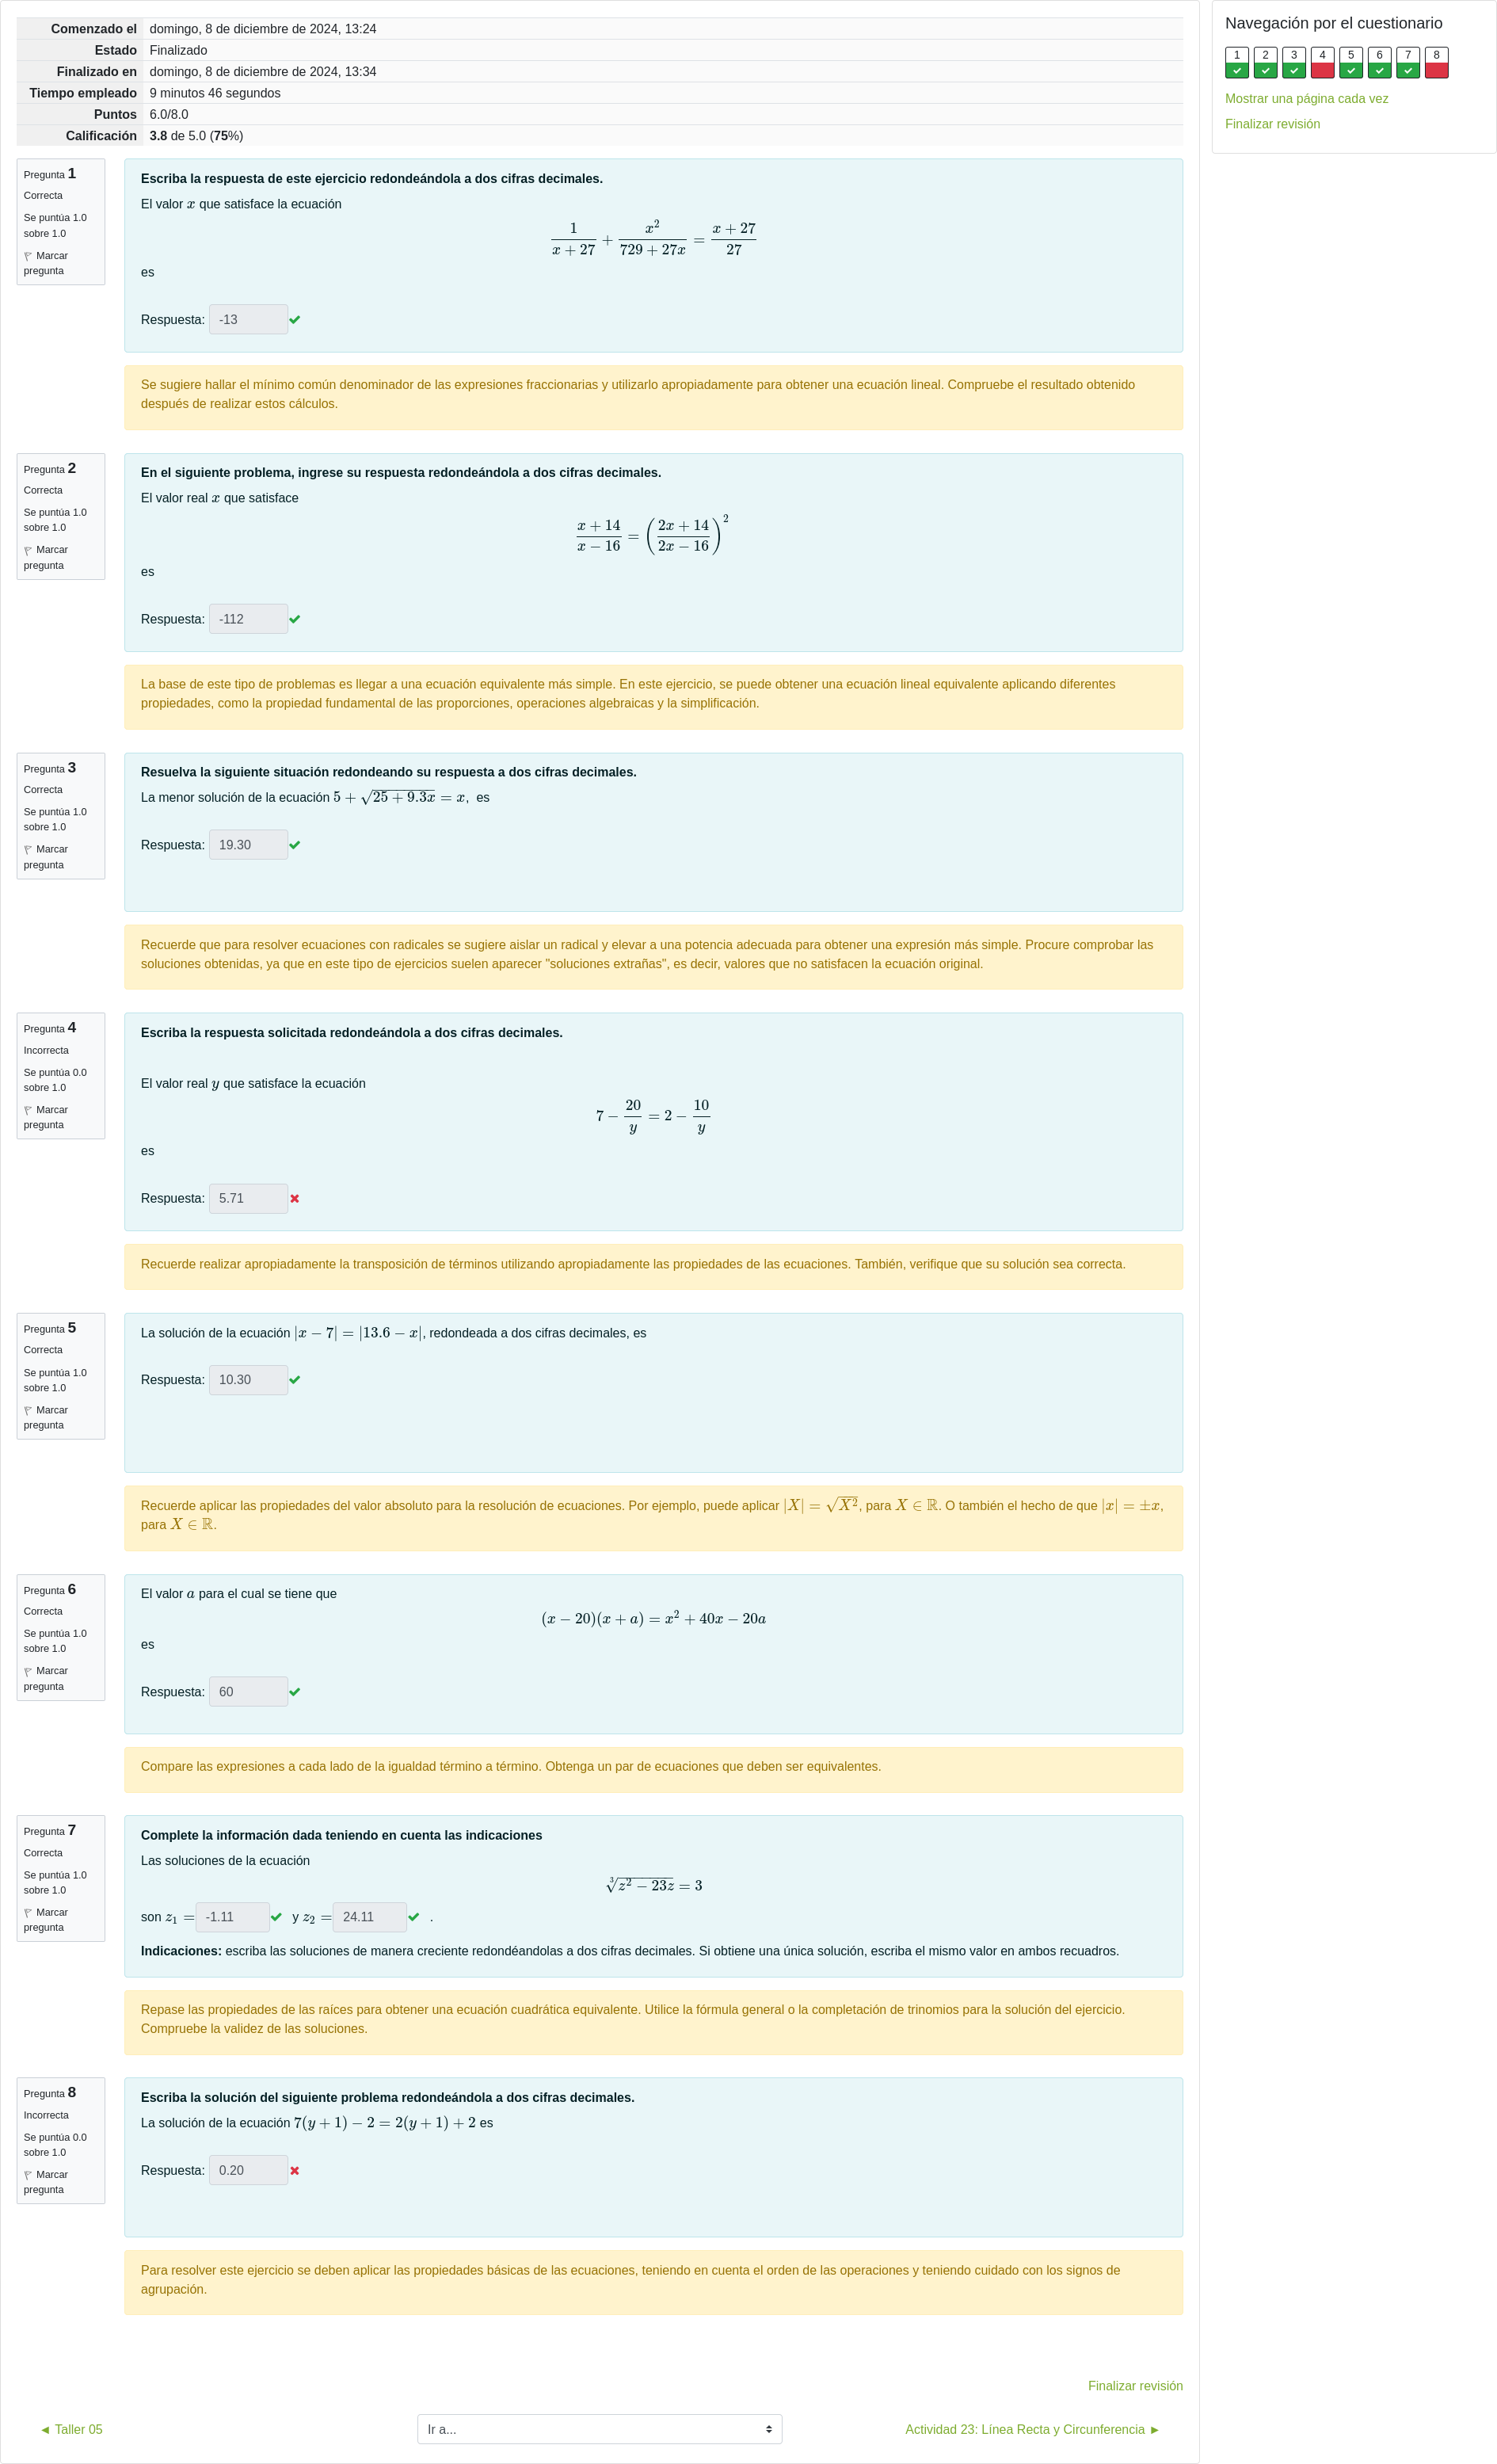 Comenzado el domingo, 8 de diciembre de 2024, 13:24
Estado Finalizado
Finalizado en domingo, 8 de diciembre de 2024, 13:34
Tiempo empleado 9 minutos 46 segundos
Puntos 6.0/8.0
Calificación 3.8 de 5.0 (75%)
Navegación por el cuestionario
1 2 3 4 5 6 7 8
Mostrar una página cada vez
Finalizar revisión
Pregunta 1
Correcta
Se puntúa 1.0
sobre 1.0
Marcar
pregunta
Escriba la respuesta de este ejercicio redondeándola a dos cifras decimales.
El valor x que satisface la ecuación
1/(x + 27) + x²/(729 + 27x) = (x + 27)/27
es
Respuesta: -13
Se sugiere hallar el mínimo común denominador de las expresiones fraccionarias y utilizarlo apropiadamente para obtener una ecuación lineal. Compruebe el resultado obtenido
después de realizar estos cálculos.
Pregunta 2
Correcta
Se puntúa 1.0
sobre 1.0
Marcar
pregunta
En el siguiente problema, ingrese su respuesta redondeándola a dos cifras decimales.
El valor real x que satisface
(x + 14)/(x − 16) = ((2x + 14)/(2x − 16))²
es
Respuesta: -112
La base de este tipo de problemas es llegar a una ecuación equivalente más simple. En este ejercicio, se puede obtener una ecuación lineal equivalente aplicando diferentes
propiedades, como la propiedad fundamental de las proporciones, operaciones algebraicas y la simplificación.
Pregunta 3
Correcta
Se puntúa 1.0
sobre 1.0
Marcar
pregunta
Resuelva la siguiente situación redondeando su respuesta a dos cifras decimales.
La menor solución de la ecuación 5 + √(25 + 9.3x) = x, es
Respuesta: 19.30
Recuerde que para resolver ecuaciones con radicales se sugiere aislar un radical y elevar a una potencia adecuada para obtener una expresión más simple. Procure comprobar las
soluciones obtenidas, ya que en este tipo de ejercicios suelen aparecer "soluciones extrañas", es decir, valores que no satisfacen la ecuación original.
Pregunta 4
Incorrecta
Se puntúa 0.0
sobre 1.0
Marcar
pregunta
Escriba la respuesta solicitada redondeándola a dos cifras decimales.
El valor real y que satisface la ecuación
7 − 20/y = 2 − 10/y
es
Respuesta: 5.71
Recuerde realizar apropiadamente la transposición de términos utilizando apropiadamente las propiedades de las ecuaciones. También, verifique que su solución sea correcta.
Pregunta 5
Correcta
Se puntúa 1.0
sobre 1.0
Marcar
pregunta
La solución de la ecuación |x − 7| = |13.6 − x|, redondeada a dos cifras decimales, es
Respuesta: 10.30
Recuerde aplicar las propiedades del valor absoluto para la resolución de ecuaciones. Por ejemplo, puede aplicar |X| = √X², para X ∈ ℝ. O también el hecho de que |x| = ±x,
para X ∈ ℝ.
Pregunta 6
Correcta
Se puntúa 1.0
sobre 1.0
Marcar
pregunta
El valor a para el cual se tiene que
(x − 20)(x + a) = x² + 40x − 20a
es
Respuesta: 60
Compare las expresiones a cada lado de la igualdad término a término. Obtenga un par de ecuaciones que deben ser equivalentes.
Pregunta 7
Correcta
Se puntúa 1.0
sobre 1.0
Marcar
pregunta
Complete la información dada teniendo en cuenta las indicaciones
Las soluciones de la ecuación
∛(z² − 23z) = 3
son z₁ = -1.11 y z₂ = 24.11 .
Indicaciones: escriba las soluciones de manera creciente redondéandolas a dos cifras decimales. Si obtiene una única solución, escriba el mismo valor en ambos recuadros.
Repase las propiedades de las raíces para obtener una ecuación cuadrática equivalente. Utilice la fórmula general o la completación de trinomios para la solución del ejercicio.
Compruebe la validez de las soluciones.
Pregunta 8
Incorrecta
Se puntúa 0.0
sobre 1.0
Marcar
pregunta
Escriba la solución del siguiente problema redondeándola a dos cifras decimales.
La solución de la ecuación 7(y + 1) − 2 = 2(y + 1) + 2 es
Respuesta: 0.20
Para resolver este ejercicio se deben aplicar las propiedades básicas de las ecuaciones, teniendo en cuenta el orden de las operaciones y teniendo cuidado con los signos de
agrupación.
Finalizar revisión
◄ Taller 05
Ir a...
Actividad 23: Línea Recta y Circunferencia ►